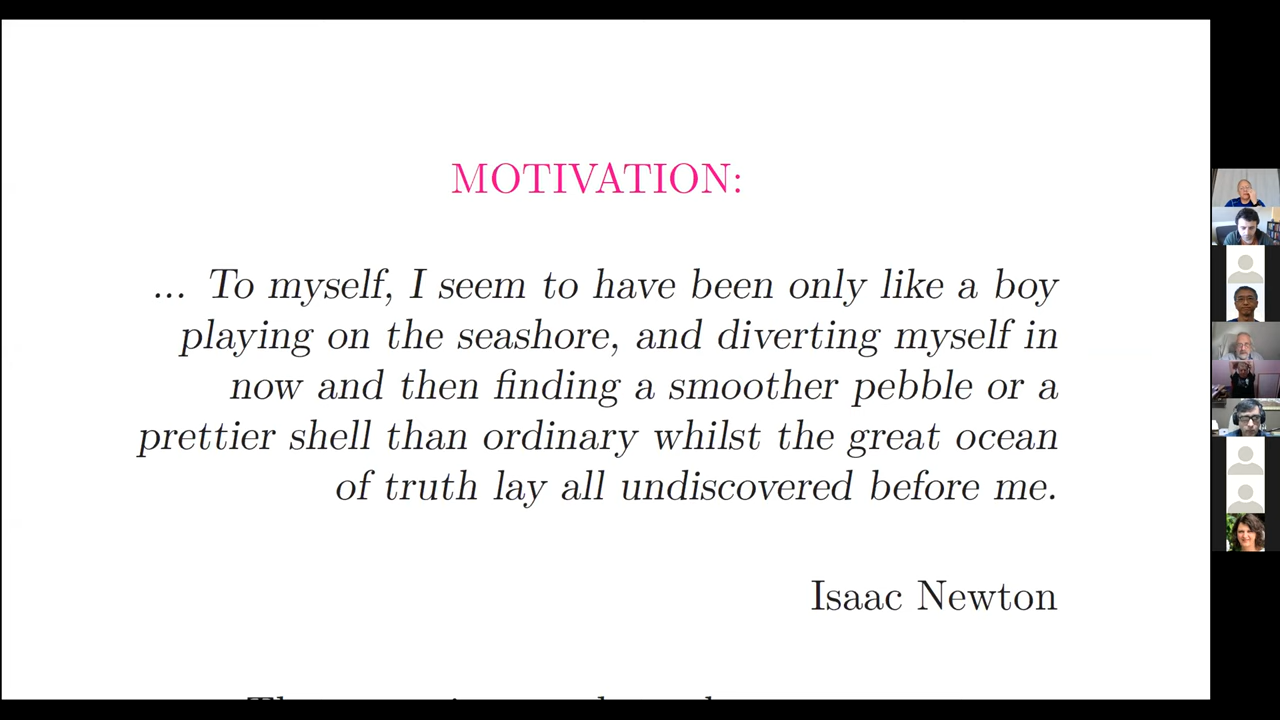 MOTIVATION:
... To myself, I seem to have been only like a boy
playing on the seashore, and diverting myself in
now and then finding a smoother pebble or a
prettier shell than ordinary whilst the great ocean
of truth lay all undiscovered before me.
Isaac Newton